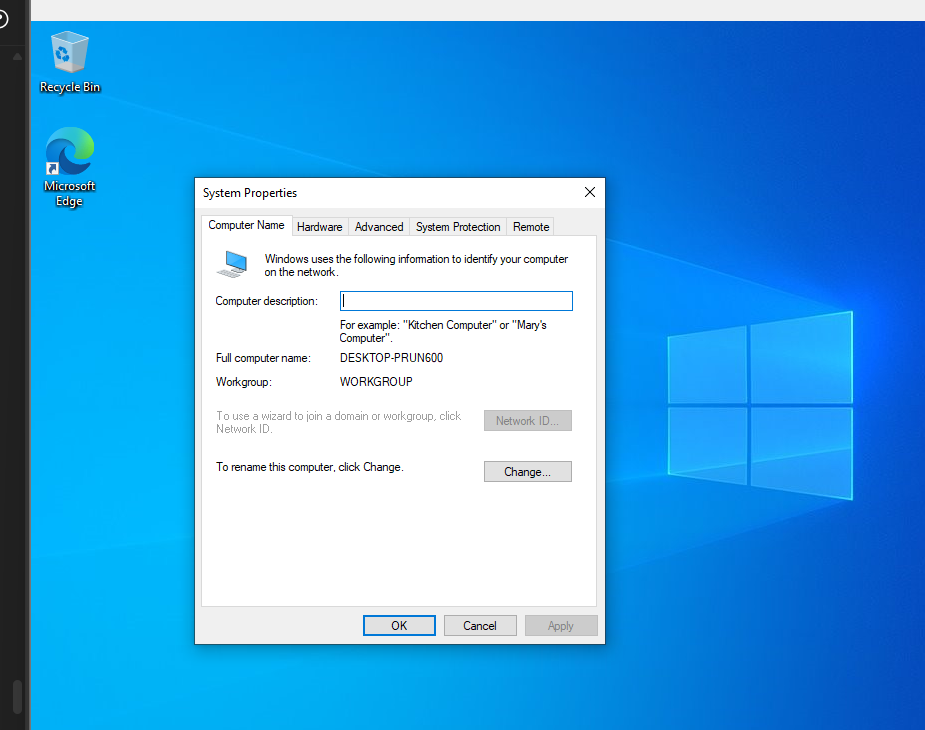 Recycle Bin
Microsoft
Edge
System Properties
Computer Name
Hardware
Advanced
System Protection
Remote
Windows uses the following information to identify your computer
on the network.
Computer description:
For example: "Kitchen Computer" or "Mary's
Computer".
Full computer name:
DESKTOP-PRUN600
Workgroup:
WORKGROUP
To use a wizard to join a domain or workgroup, click
Network ID.
Network ID...
To rename this computer, click Change.
Change...
OK
Cancel
Apply